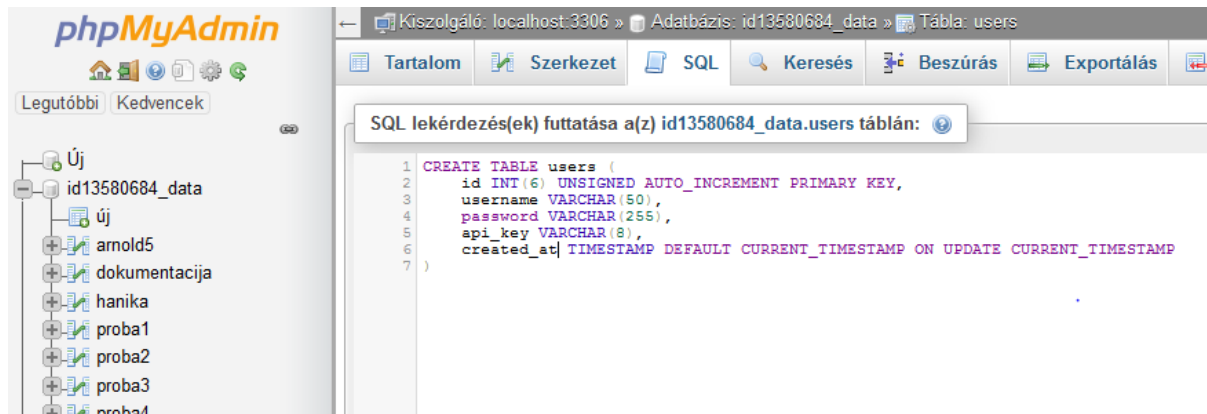 phpMyAdmin
Legutóbbi Kedvencek
Új
id13580684_data
új
arnold5
dokumentacija
hanika
proba1
proba2
proba3
proba4
← Kiszolgáló: localhost:3306 » Adatbázis: id13580684_data » Tábla: users
Tartalom Szerkezet SQL Keresés Beszúrás Exportálás
SQL lekérdezés(ek) futtatása a(z) id13580684_data.users táblán:
1 CREATE TABLE users (
2 id INT(6) UNSIGNED AUTO_INCREMENT PRIMARY KEY,
3 username VARCHAR(50),
4 password VARCHAR(255),
5 api_key VARCHAR(8),
6 created_at TIMESTAMP DEFAULT CURRENT_TIMESTAMP ON UPDATE CURRENT_TIMESTAMP
7 )